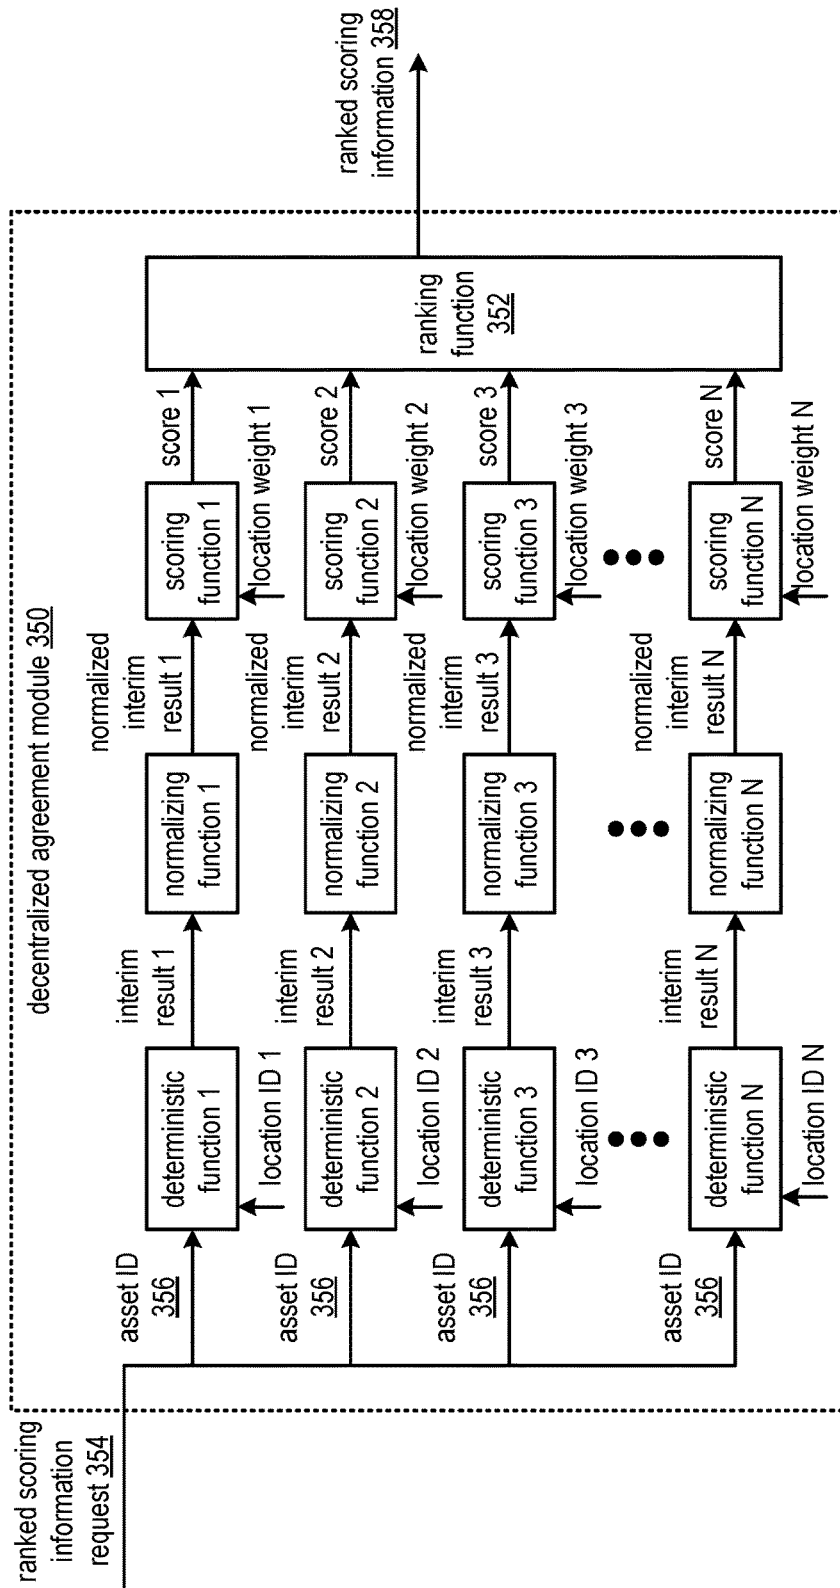 decentralized agreement module 350
ranked scoring
information
request 354
asset ID
356
deterministic
function 1
location ID 1
interim
result 1
normalizing
function 1
normalized
interim
result 1
scoring
function 1
location weight 1
score 1
asset ID
356
deterministic
function 2
location ID 2
interim
result 2
normalizing
function 2
normalized
interim
result 2
scoring
function 2
location weight 2
score 2
asset ID
356
deterministic
function 3
location ID 3
interim
result 3
normalizing
function 3
normalized
interim
result 3
scoring
function 3
location weight 3
score 3
asset ID
356
deterministic
function N
location ID N
interim
result N
normalizing
function N
normalized
interim
result N
scoring
function N
location weight N
score N
ranking
function
352
ranked scoring
information 358